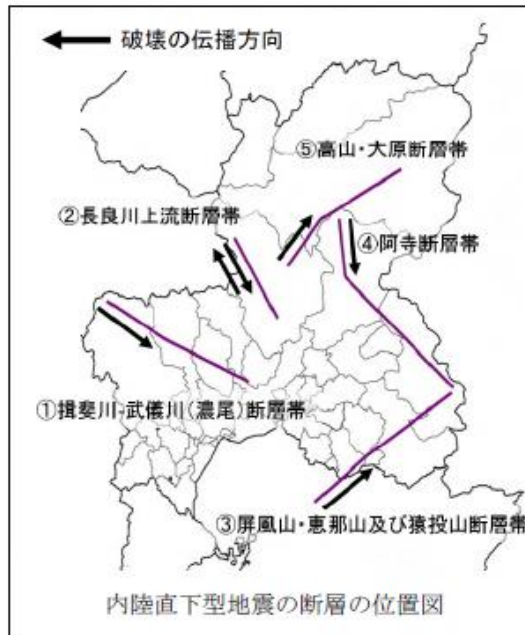 破壊の伝播方向
⑤高山・大原断層帯
②長良川上流断層帯
④阿寺断層帯
①揖斐川-武儀川(濃尾)断層帯
③屏風山・恵那山及び猿投山断層帯
内陸直下型地震の断層の位置図